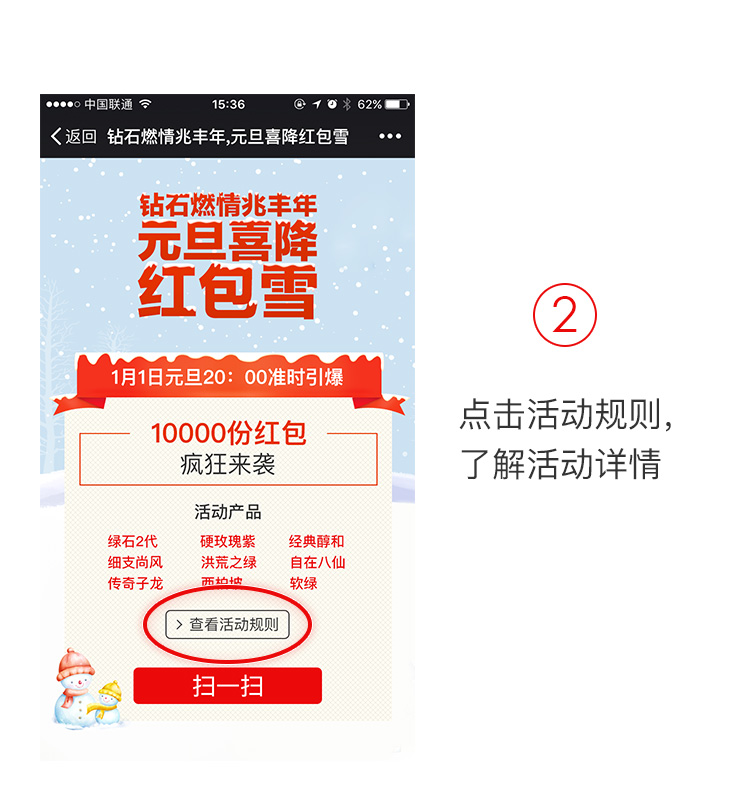 中国联通
15:36
62%
返回
钻石燃情兆丰年,元旦喜降红包雪
钻石燃情兆丰年
元旦喜降
红包雪
1月1日元旦20：00准时引爆
10000份红包
疯狂来袭
活动产品
绿石2代 硬玫瑰紫 经典醇和
细支尚风 洪荒之绿 自在八仙
传奇子龙 西柏坡 软绿
> 查看活动规则
扫一扫
2
点击活动规则，
了解活动详情